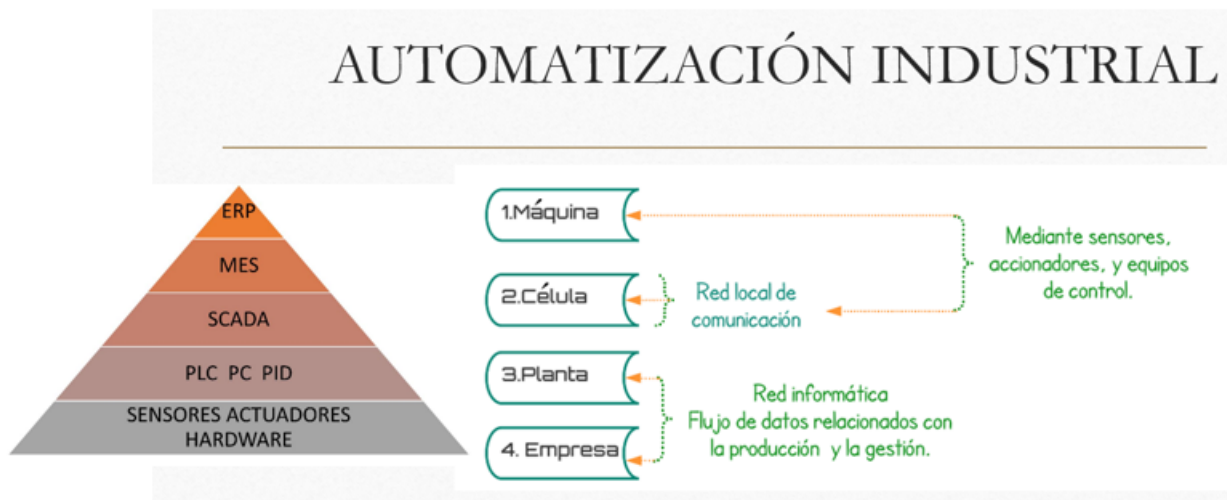 AUTOMATIZACIÓN INDUSTRIAL
ERP
MES
SCADA
PLC PC PID
SENSORES ACTUADORES
HARDWARE
1.Máquina
2.Célula
3.Planta
4. Empresa
Red local de
comunicación
Mediante sensores,
accionadores, y equipos
de control.
Red informática
Flujo de datos relacionados con
la producción y la gestión.